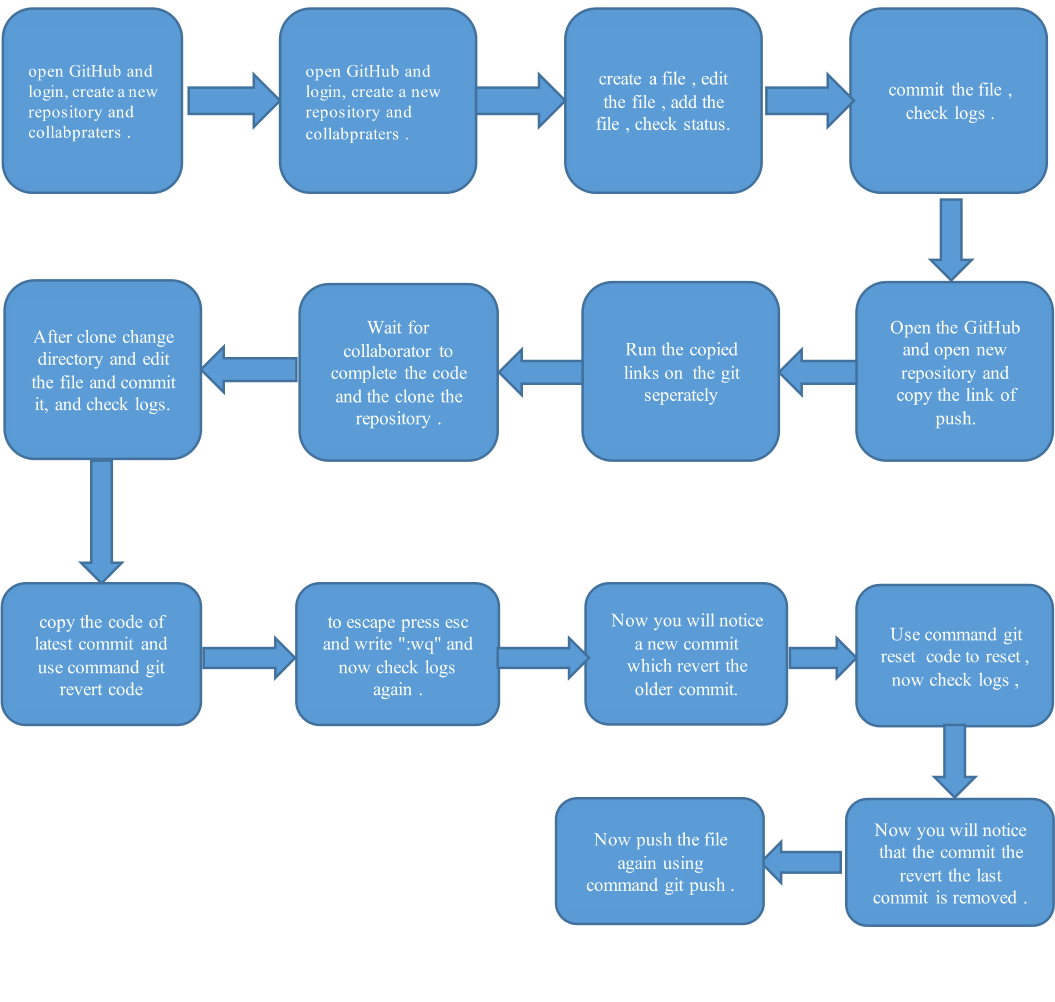 open GitHub and
login, create a new
repository and
collabpraters .
open GitHub and
login, create a new
repository and
collabpraters .
create a file , edit
the file , add the
file , check status.
commit the file ,
check logs .
Open the GitHub
and open new
repository and
copy the link of
push.
Run the copied
links on the git
seperately
Wait for
collaborator to
complete the code
and the clone the
repository .
After clone change
directory and edit
the file and commit
it, and check logs.
copy the code of
latest commit and
use command git
revert code
to escape press esc
and write ":wq" and
now check logs
again .
Now you will notice
a new commit
which revert the
older commit.
Use command git
reset code to reset ,
now check logs ,
Now you will notice
that the commit the
revert the last
commit is removed .
Now push the file
again using
command git push .